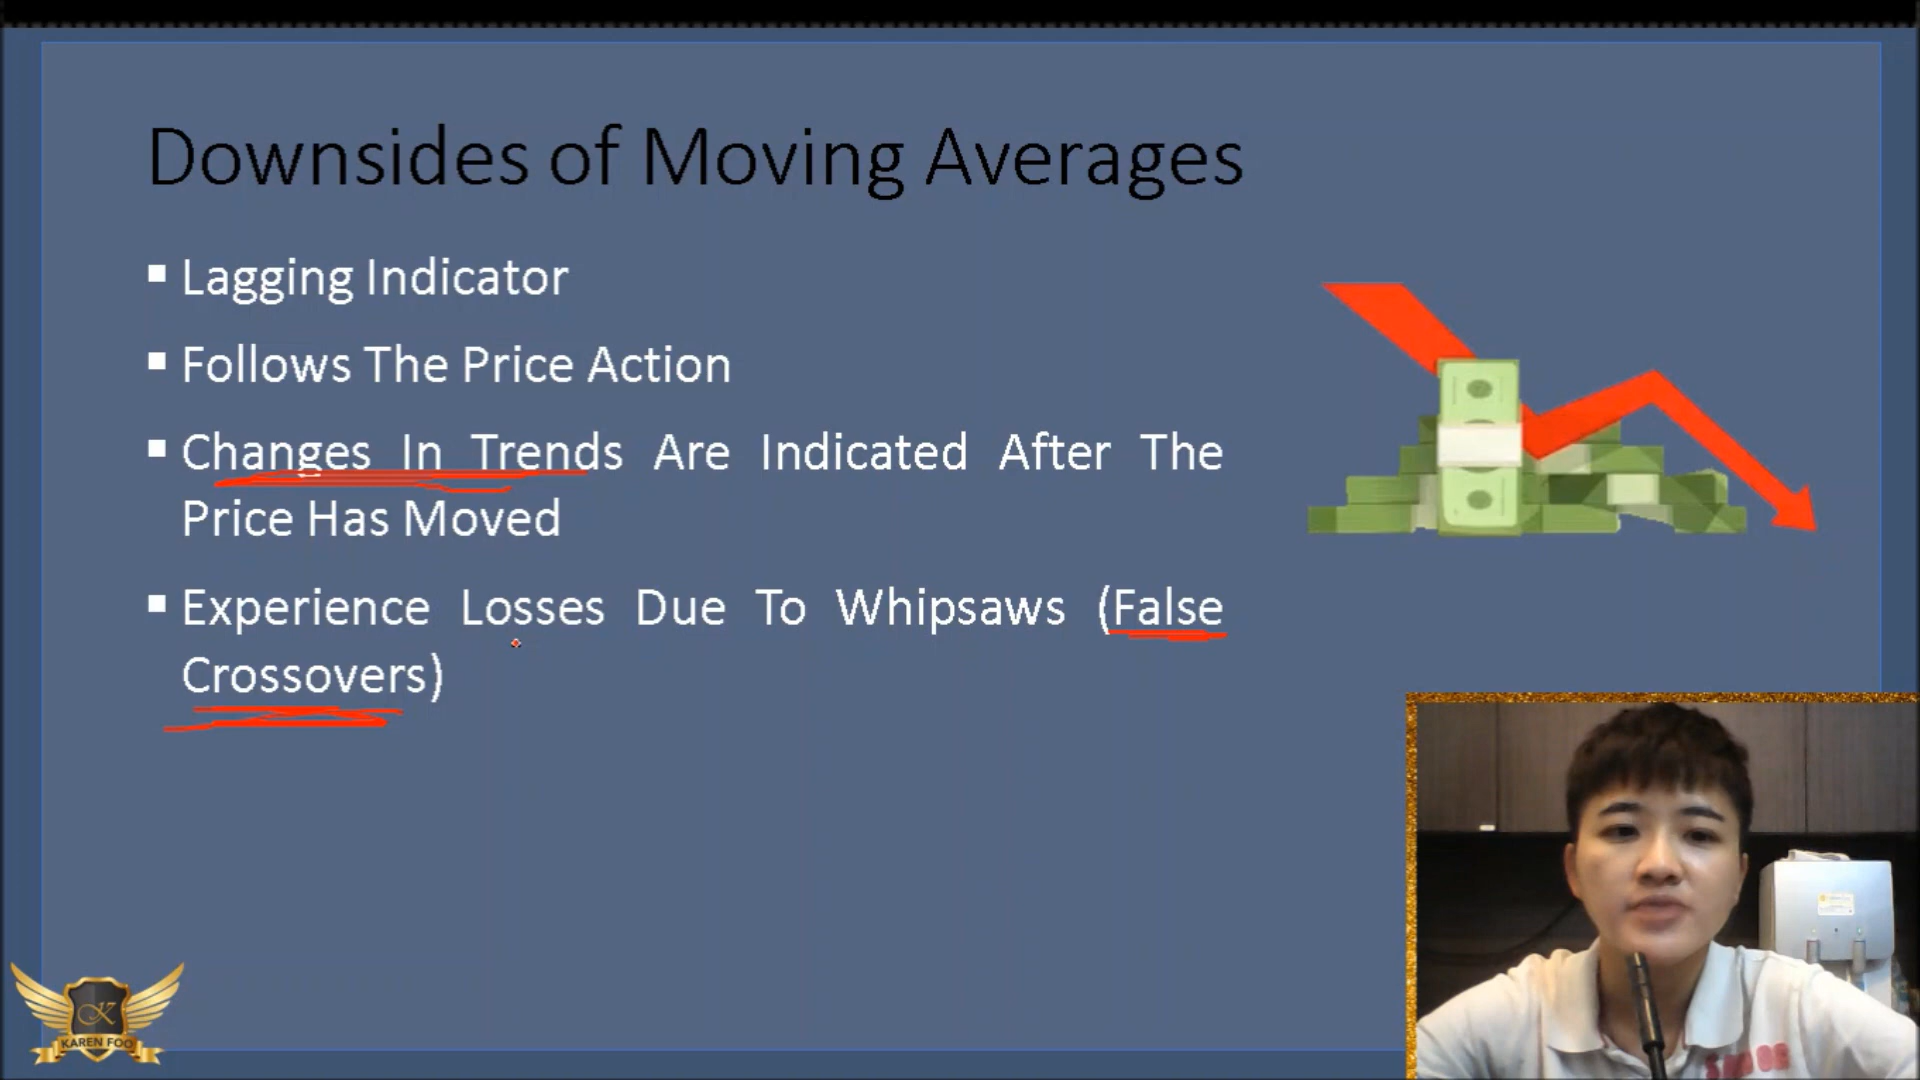 Downsides of Moving Averages
▪ Lagging Indicator
▪ Follows The Price Action
▪ Changes In Trends Are Indicated After The
Price Has Moved
▪ Experience Losses Due To Whipsaws (False
Crossovers)
K
KAREN FOO